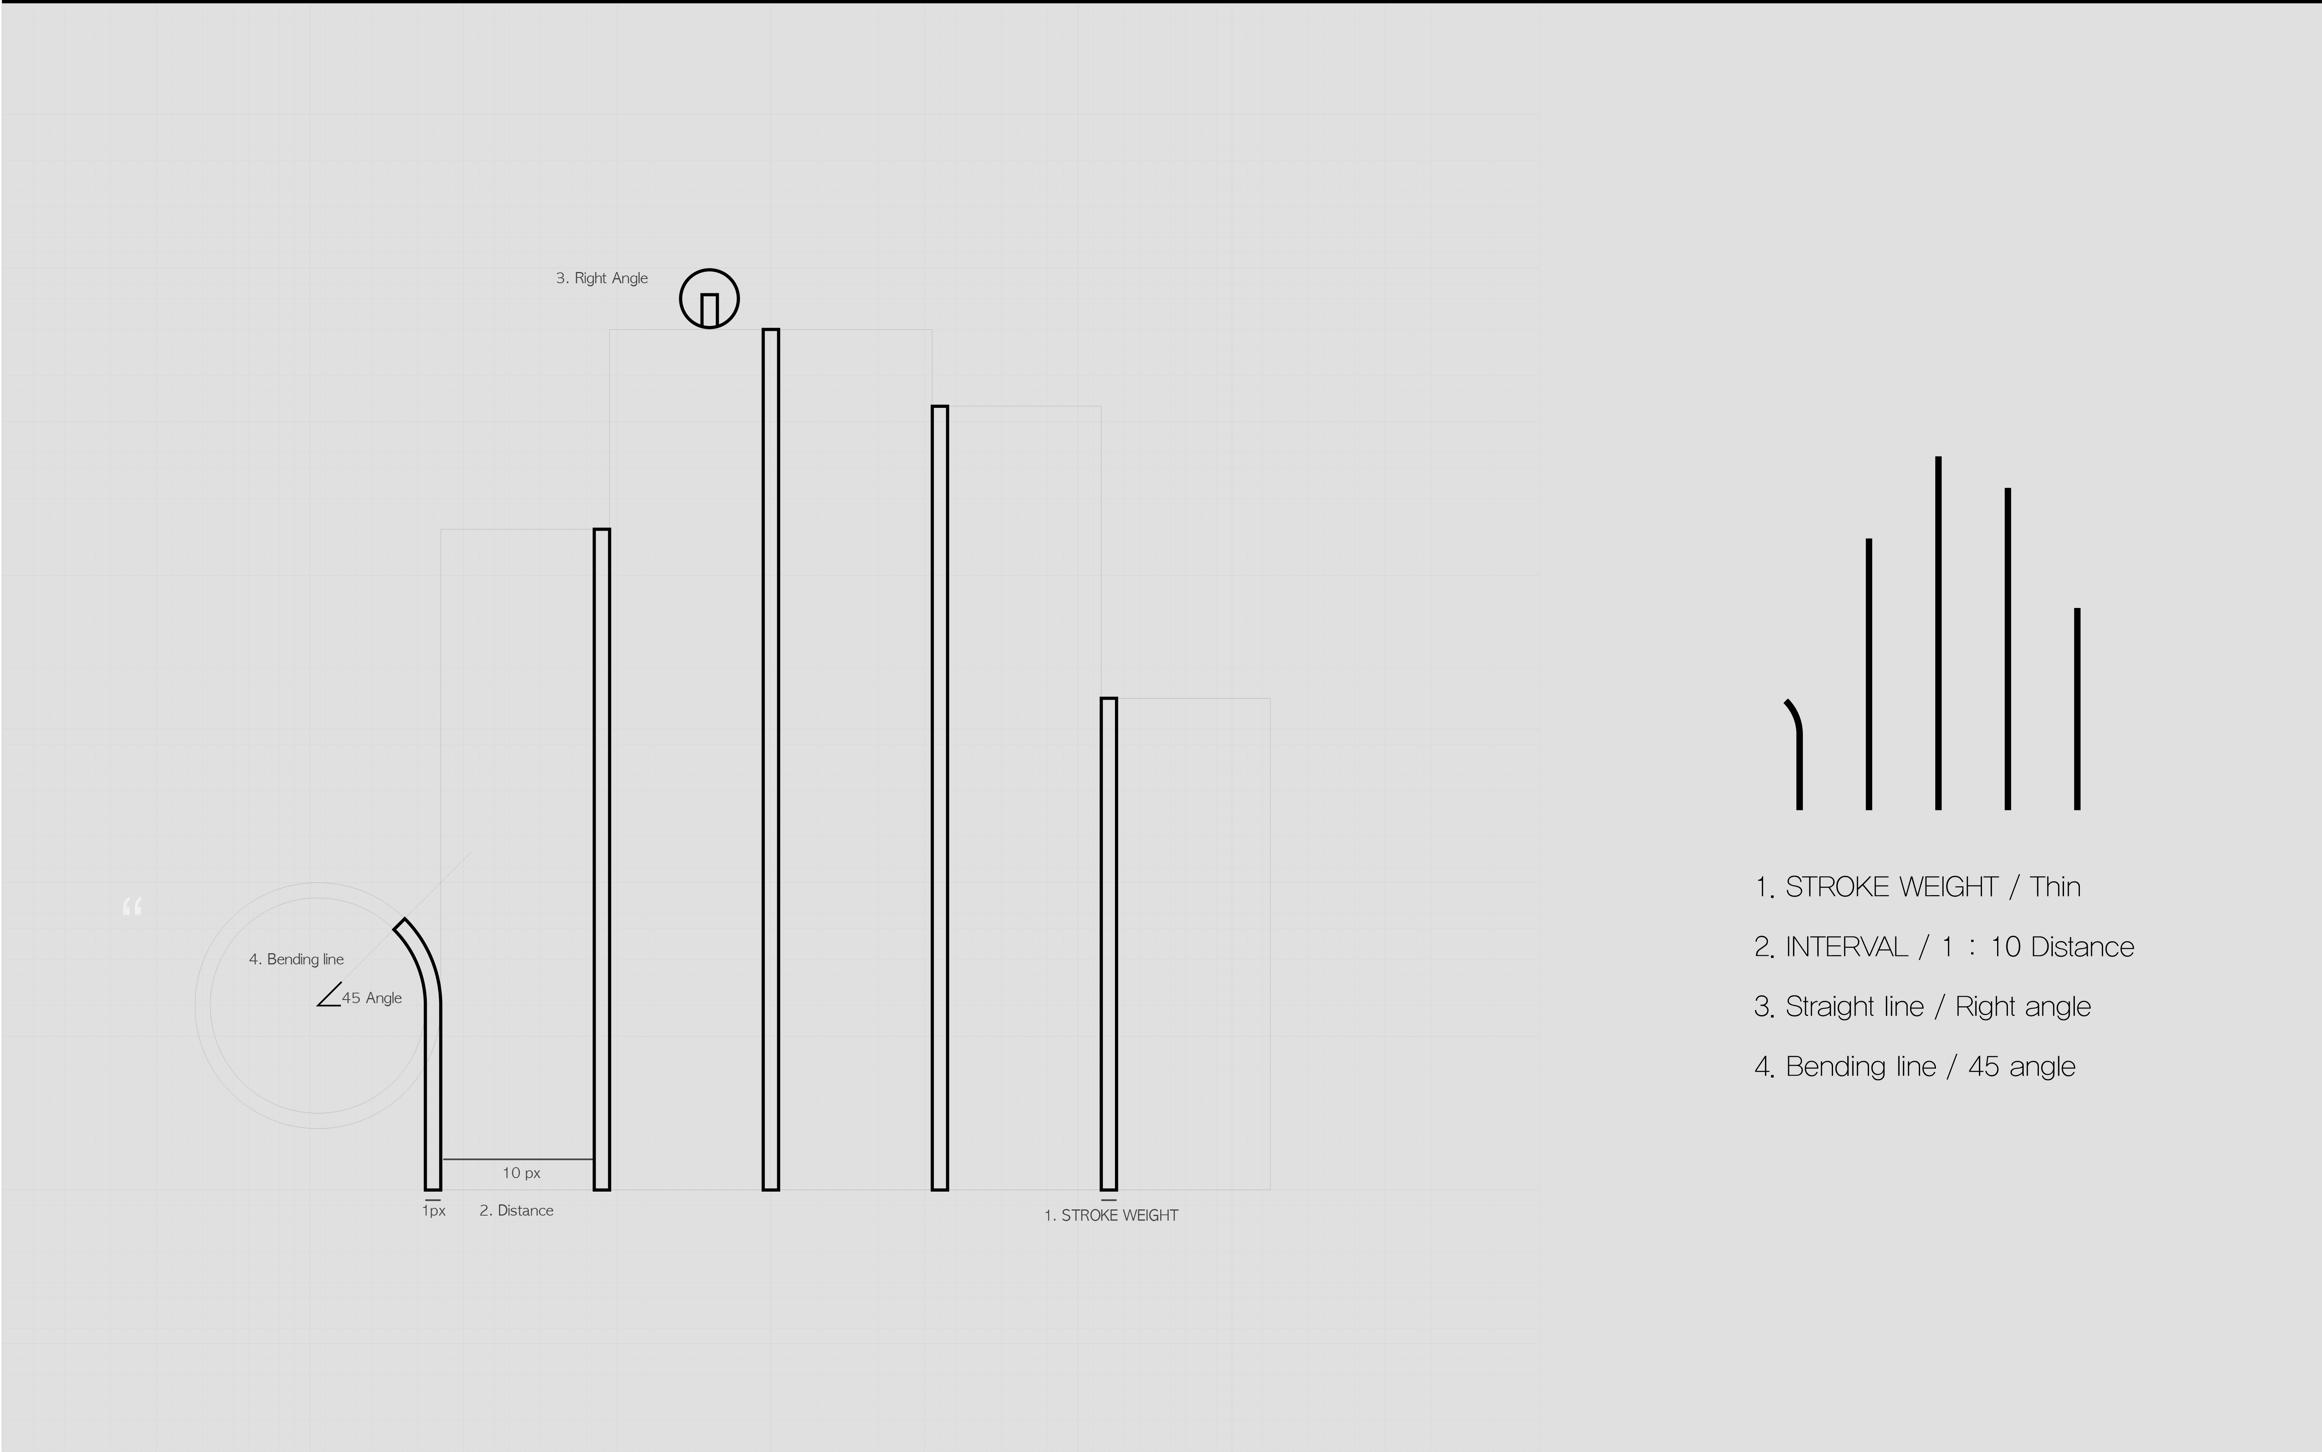 3. Right Angle
“
4. Bending line
45 Angle
10 px
1px
2. Distance
1. STROKE WEIGHT
1. STROKE WEIGHT / Thin
2. INTERVAL / 1 : 10 Distance
3. Straight line / Right angle
4. Bending line / 45 angle